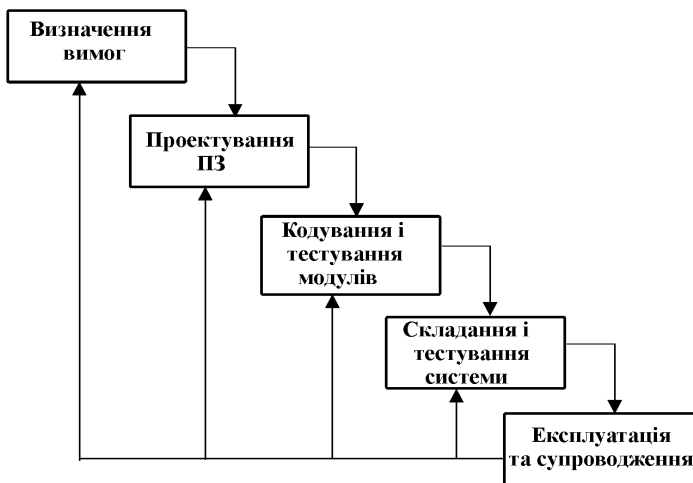 Визначення
вимог
Проектування
ПЗ
Кодування і
тестування
модулів
Складання і
тестування
системи
Експлуатація
та супроводження